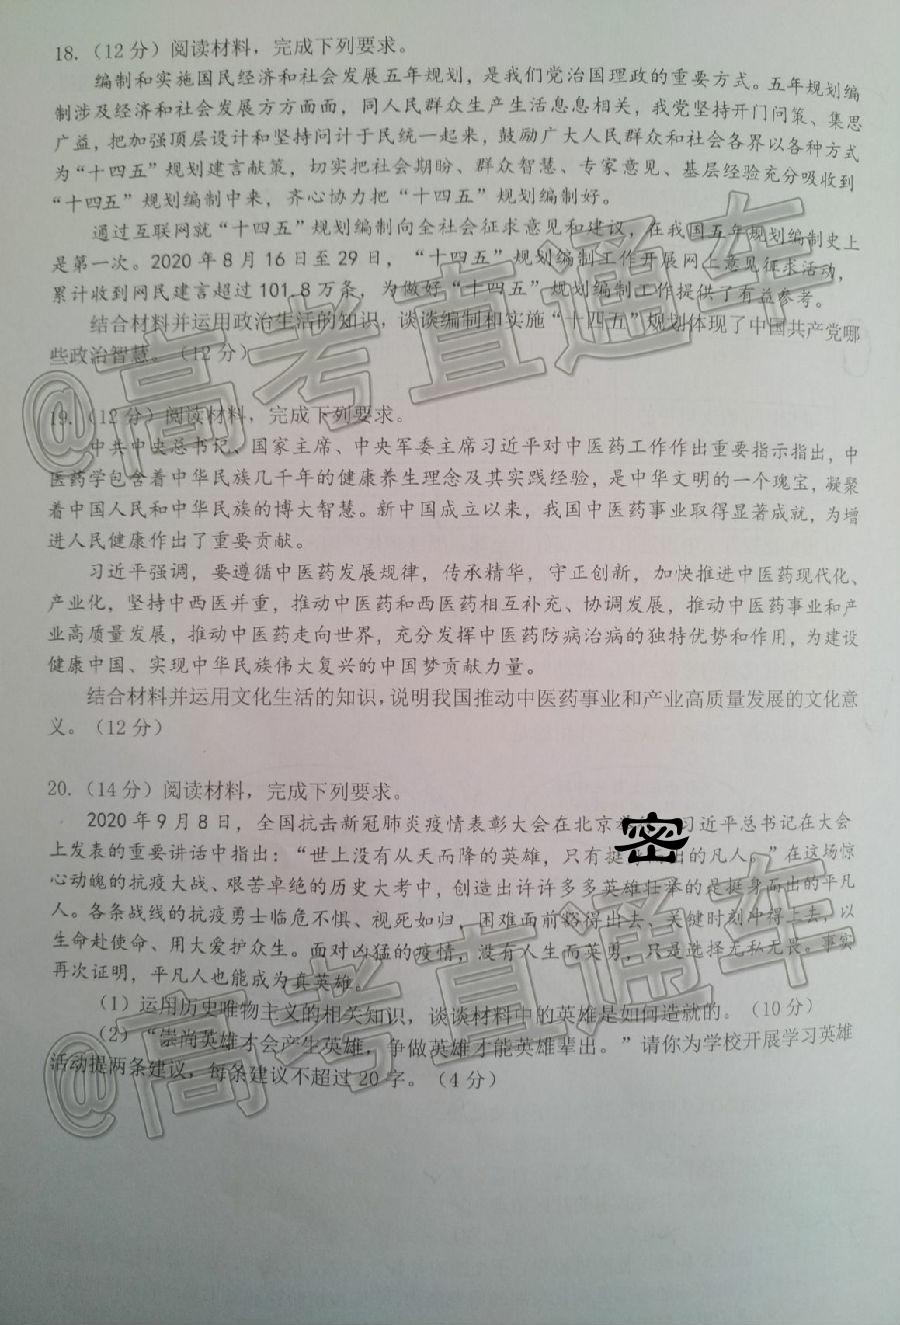 18.（12分）阅读材料，完成下列要求。
编制和实施国民经济和社会发展五年规划，是我们党治国理政的重要方式。五年规划编
制涉及经济和社会发展方方面面，同人民群众生产生活息息相关，我党坚持开门问策、集思
广益，把加强顶层设计和坚持问计于民统一起来，鼓励广大人民群众和社会各界以各种方式
为“十四五”规划建言献策，切实把社会期盼、群众智慧、专家意见、基层经验充分吸收到
“十四五”规划编制中来，齐心协力把“十四五”规划编制好。
通过互联网就“十四五”规划编制向全社会征求意见和建议，在我国五年规划编制史上
是第一次。2020年8月16日至29日，“十四五”规划编制工作开展网上意见征求活动，
累计收到网民建言超过101.8万条，为做好“十四五”规划编制工作提供了有益参考。
结合材料并运用政治生活的知识，谈谈编制和实施“十四五”规划体现了中国共产党哪
些政治智慧。（12分）
19.（12分）阅读材料，完成下列要求。
中共中央总书记、国家主席、中央军委主席习近平对中医药工作作出重要指示指出，中
医药学包含着中华民族几千年的健康养生理念及其实践经验，是中华文明的一个瑰宝，凝聚
着中国人民和中华民族的博大智慧。新中国成立以来，我国中医药事业取得显著成就，为增
进人民健康作出了重要贡献。
习近平强调，要遵循中医药发展规律，传承精华，守正创新，加快推进中医药现代化、
产业化，坚持中西医并重，推动中医药和西医药相互补充、协调发展，推动中医药事业和产
业高质量发展，推动中医药走向世界，充分发挥中医药防病治病的独特优势和作用，为建设
健康中国、实现中华民族伟大复兴的中国梦贡献力量。
结合材料并运用文化生活的知识，说明我国推动中医药事业和产业高质量发展的文化意
义。（12分）
20.（14分）阅读材料，完成下列要求。
2020年9月8日，全国抗击新冠肺炎疫情表彰大会在北京 密 习近平总书记在大会
上发表的重要讲话中指出：“世上没有从天而降的英雄，只有挺 出的凡人。”在这场惊
心动魄的抗疫大战、艰苦卓绝的历史大考中，创造出许许多多英雄壮举的是挺身而出的平凡
人。各条战线的抗疫勇士临危不惧、视死如归，困难面前豁得出去、关键时刻冲得上去，以
生命赴使命、用大爱护众生。面对凶猛的疫情，没有人生而英勇，只是选择无私无畏。事实
再次证明，平凡人也能成为真英雄。
（1）运用历史唯物主义的相关知识，谈谈材料中的英雄是如何造就的。（10分）
（2）“崇尚英雄才会产生英雄，争做英雄才能英雄辈出。”请你为学校开展学习英雄
活动提两条建议，每条建议不超过20字。（4分）
@高考直通车
@高考直通车